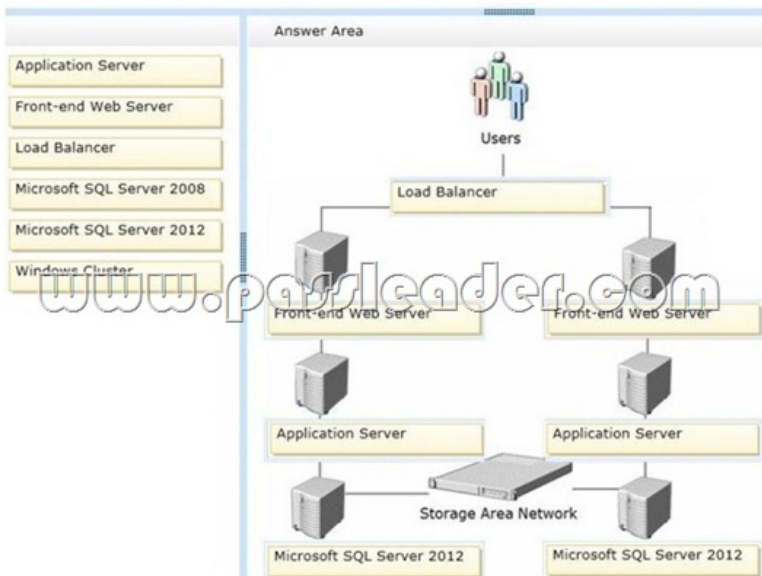 Answer Area
Application Server
Front-end Web Server
Load Balancer
Microsoft SQL Server 2008
Microsoft SQL Server 2012
Windows Cluster
Users
Load Balancer
Front-end Web Server
Front-end Web Server
Application Server
Application Server
Storage Area Network
Microsoft SQL Server 2012
Microsoft SQL Server 2012
www.passleader.com